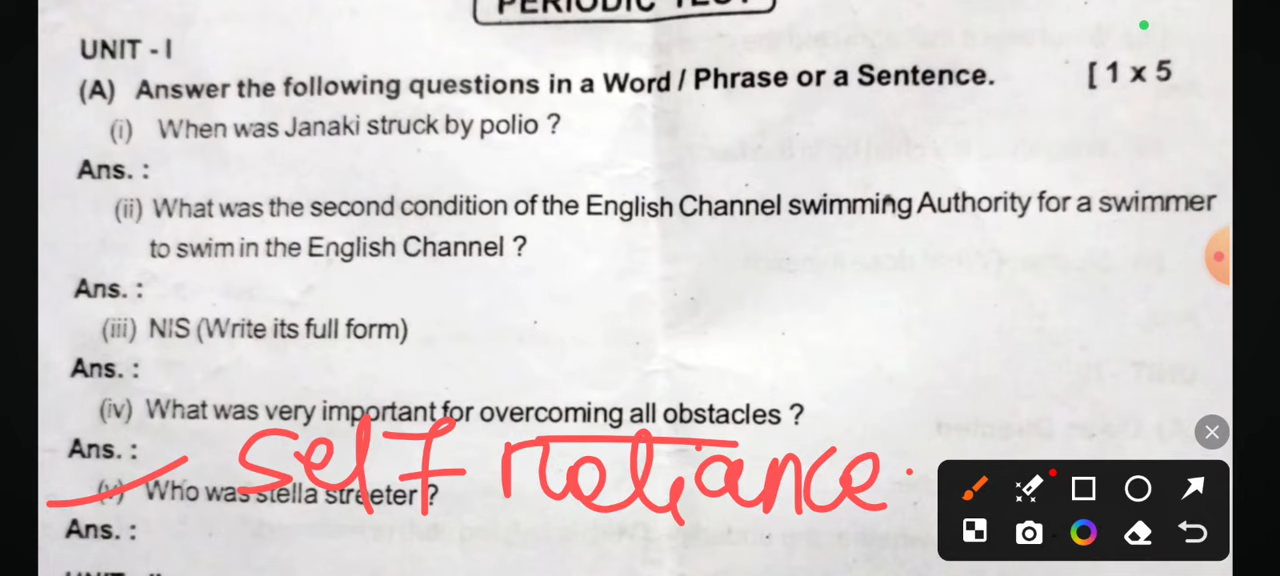 PERIODIC TEST
UNIT - I
(A) Answer the following questions in a Word / Phrase or a Sentence. [ 1 x 5
(i) When was Janaki struck by polio ?
Ans. :
(ii) What was the second condition of the English Channel swimming Authority for a swimmer
to swim in the English Channel ?
Ans. :
(iii) NIS (Write its full form)
Ans. :
(iv) What was very important for overcoming all obstacles ?
Ans. : self reliance.
(v) Who was stella streeter ?
Ans. :